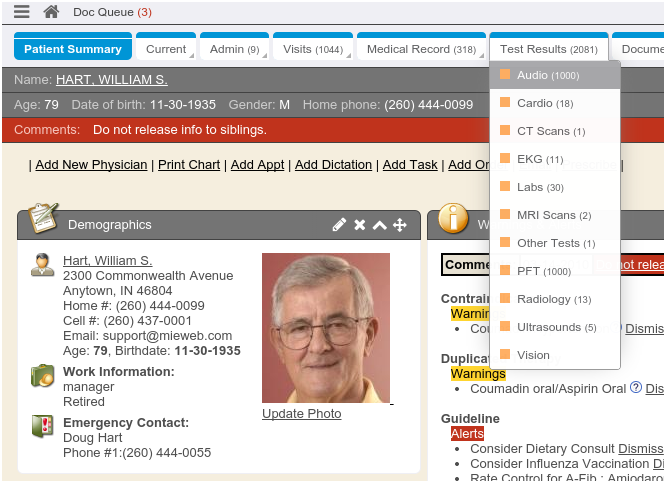 Doc Queue (3)
Patient Summary
Current
Admin (9)
Visits (1044)
Medical Record (318)
Test Results (2081)
Docume
Name: HART, WILLIAM S.
Age: 79 Date of birth: 11-30-1935 Gender: M Home phone: (260) 444-0099
Comments: Do not release info to siblings.
| Add New Physician | Print Chart | Add Appt | Add Dictation | Add Task | Add Or
Audio (1000)
Cardio (18)
CT Scans (1)
EKG (11)
Labs (30)
MRI Scans (2)
Other Tests (1)
PFT (1000)
Radiology (13)
Ultrasounds (5)
Vision
Demographics
Hart, William S.
2300 Commonwealth Avenue
Anytown, IN 46804
Home #: (260) 444-0099
Cell #: (260) 437-0001
Email: support@mieweb.com
Age: 79, Birthdate: 11-30-1935
Work Information:
manager
Retired
Emergency Contact:
Doug Hart
Phone #1:(260) 444-0055
Update Photo
W
Comme
not relea
Contrain
Warnin
Cou
Dismis
Duplicat
Warnings
Coumadin oral/Aspirin Oral ? Dis
Guideline
Alerts
Consider Dietary Consult Dismiss
Consider Influenza Vaccination Di
Rate Control for A-Fib : Amiodaro